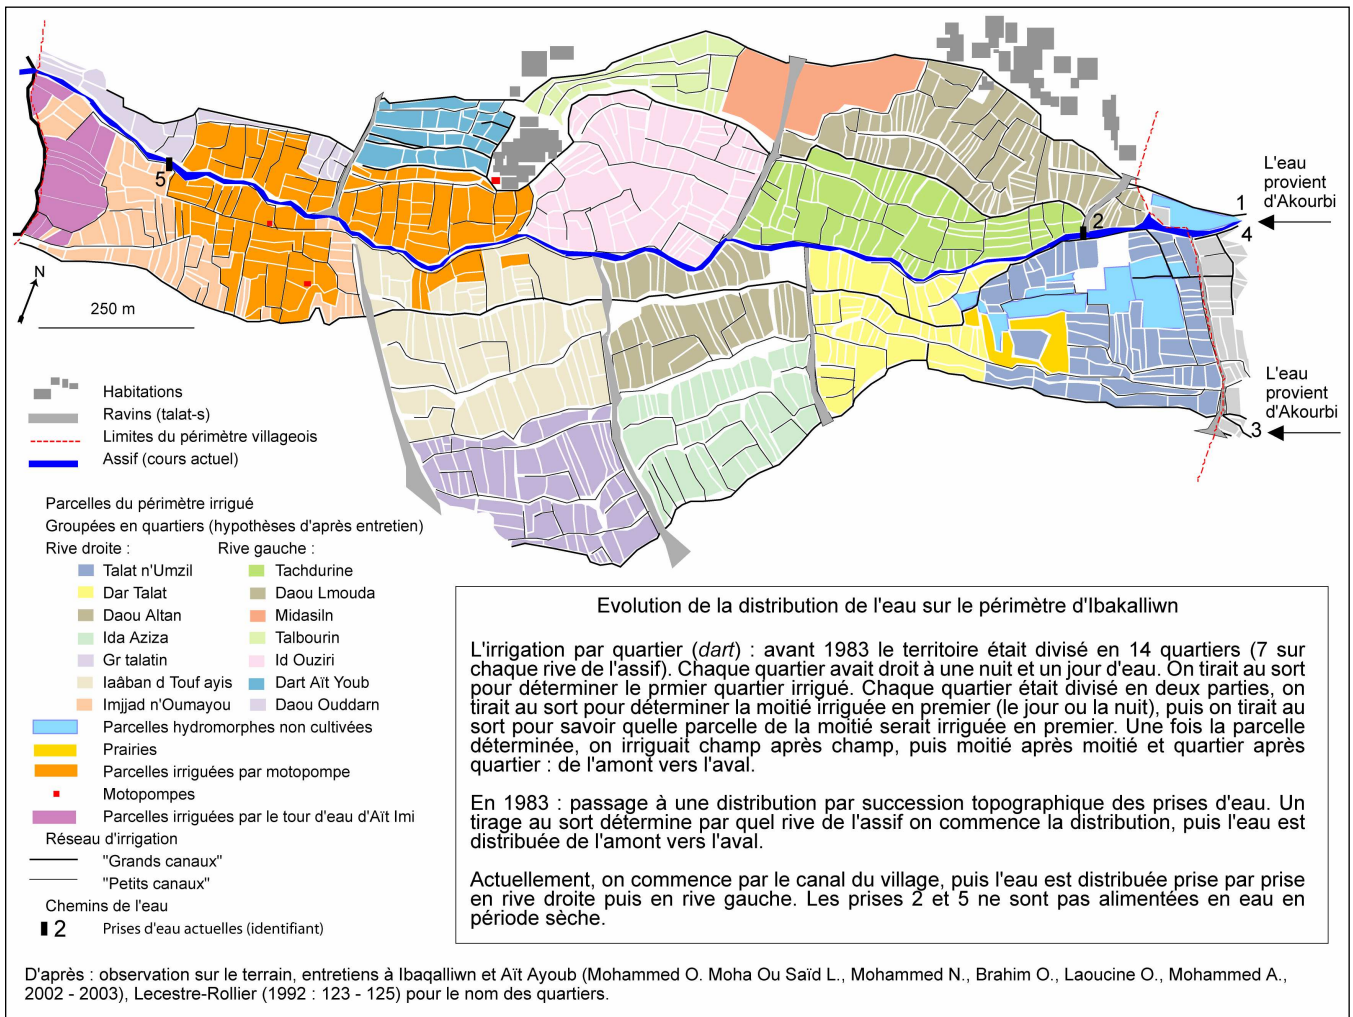 L'eau
provient
d'Akourbi
1
4
2
5
N
250 m
L'eau
provient
d'Akourbi
3
Habitations
Ravins (talat-s)
Limites du périmètre villageois
Assif (cours actuel)
Parcelles du périmètre irrigué
Groupées en quartiers (hypothèses d'après entretien)
Rive droite :
Talat n'Umzil
Dar Talat
Daou Altan
Ida Aziza
Gr talatin
Iaâban d Touf ayis
Imjjad n'Oumayou
Rive gauche :
Tachdurine
Daou Lmouda
Midasiln
Talbourin
Id Ouziri
Dart Aït Youb
Daou Ouddarn
Parcelles hydromorphes non cultivées
Prairies
Parcelles irriguées par motopompe
Motopompes
Parcelles irriguées par le tour d'eau d'Aït Imi
Réseau d'irrigation
"Grands canaux"
"Petits canaux"
Chemins de l'eau
2 Prises d'eau actuelles (identifiant)
Evolution de la distribution de l'eau sur le périmètre d'Ibakalliwn
L'irrigation par quartier (dart) : avant 1983 le territoire était divisé en 14 quartiers (7 sur
chaque rive de l'assif). Chaque quartier avait droit à une nuit et un jour d'eau. On tirait au sort
pour déterminer le prmier quartier irrigué. Chaque quartier était divisé en deux parties, on
tirait au sort pour déterminer la moitié irriguée en premier (le jour ou la nuit), puis on tirait au
sort pour savoir quelle parcelle de la moitié serait irriguée en premier. Une fois la parcelle
déterminée, on irriguait champ après champ, puis moitié après moitié et quartier après
quartier : de l'amont vers l'aval.
En 1983 : passage à une distribution par succession topographique des prises d'eau. Un
tirage au sort détermine par quel rive de l'assif on commence la distribution, puis l'eau est
distribuée de l'amont vers l'aval.
Actuellement, on commence par le canal du village, puis l'eau est distribuée prise par prise
en rive droite puis en rive gauche. Les prises 2 et 5 ne sont pas alimentées en eau en
période sèche.
D'après : observation sur le terrain, entretiens à Ibaqalliwn et Aït Ayoub (Mohammed O. Moha Ou Saïd L., Mohammed N., Brahim O., Laoucine O., Mohammed A.,
2002 - 2003), Lecestre-Rollier (1992 : 123 - 125) pour le nom des quartiers.